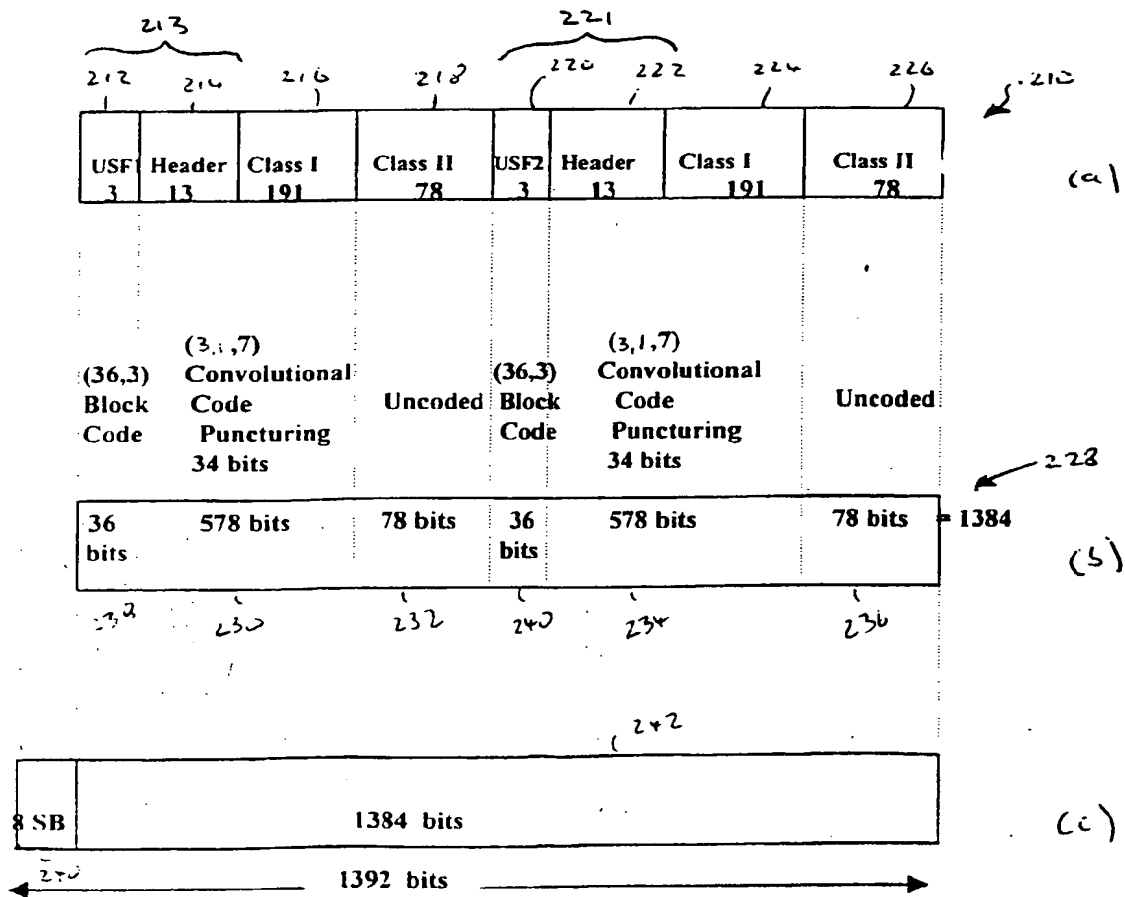 213 221
212 214 216 218 220 222 224 226 210
USF1 Header Class I Class II USF2 Header Class I Class II
3 13 191 78 3 13 191 78
(a)
(3,1,7) (3,1,7)
(36,3) Convolutional (36,3) Convolutional
Block Code Uncoded Block Code Uncoded
Code Puncturing Code Puncturing
34 bits 34 bits
228
36 578 bits 78 bits 36 578 bits 78 bits = 1384
bits bits
(b)
230 232 240 234 236
242
8 SB 1384 bits
(c)
1392 bits